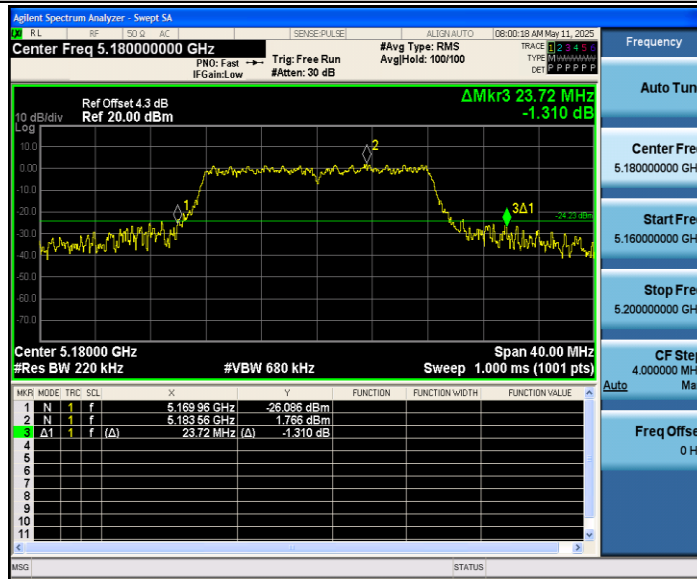 Agilent Spectrum Analyzer - Swept SA
RL RF 50 Ω AC SENSE:PULSE ALIGN AUTO 08:00:18 AM May 11, 2025
Center Freq 5.180000000 GHz
PNO: Fast
IFGain:Low
Trig: Free Run
#Atten: 30 dB
#Avg Type: RMS
Avg|Hold: 100/100
TRACE 1 2 3 4 5 6
TYPE M
DET P P P P P P
ΔMkr3 23.72 MHz
-1.310 dB
Ref Offset 4.3 dB
10 dB/div Ref 20.00 dBm
Log
10.0
0.00
-10.0
-20.0
-30.0
-40.0
-50.0
-60.0
-70.0
1
2
3Δ1
-24.23 dBm
Center 5.18000 GHz Span 40.00 MHz
#Res BW 220 kHz #VBW 680 kHz Sweep 1.000 ms (1001 pts)
MKR MODE TRC SCL X Y FUNCTION FUNCTION WIDTH FUNCTION VALUE
1 N 1 f 5.169 96 GHz -26.086 dBm
2 N 1 f 5.183 56 GHz 1.766 dBm
3 Δ1 1 f (Δ) 23.72 MHz (Δ) -1.310 dB
4
5
6
7
8
9
10
11
MSG STATUS
Frequency
Auto Tun
Center Fre
5.180000000 GH
Start Fre
5.160000000 GH
Stop Fre
5.200000000 GH
CF Step
4.000000 MH
Auto Ma
Freq Offse
0 H